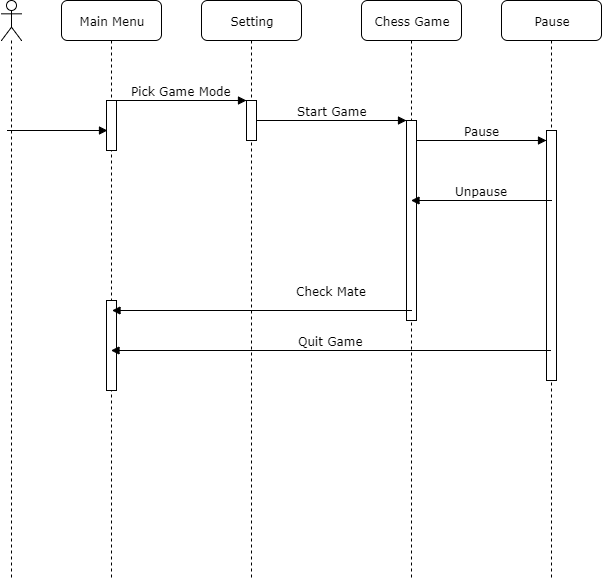 Main Menu
Setting
Chess Game
Pause
Pick Game Mode
Start Game
Pause
Unpause
Check Mate
Quit Game